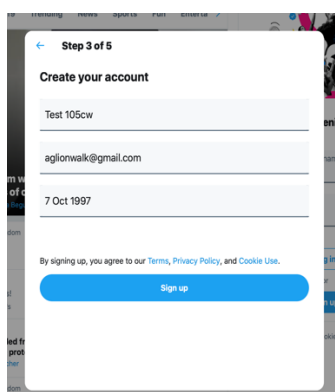 Trending News Sports Fun
← Step 3 of 5
Create your account
Test 105cw
aglionwalk@gmail.com
7 Oct 1997
By signing up, you agree to our Terms, Privacy Policy, and Cookie Use.
Sign up